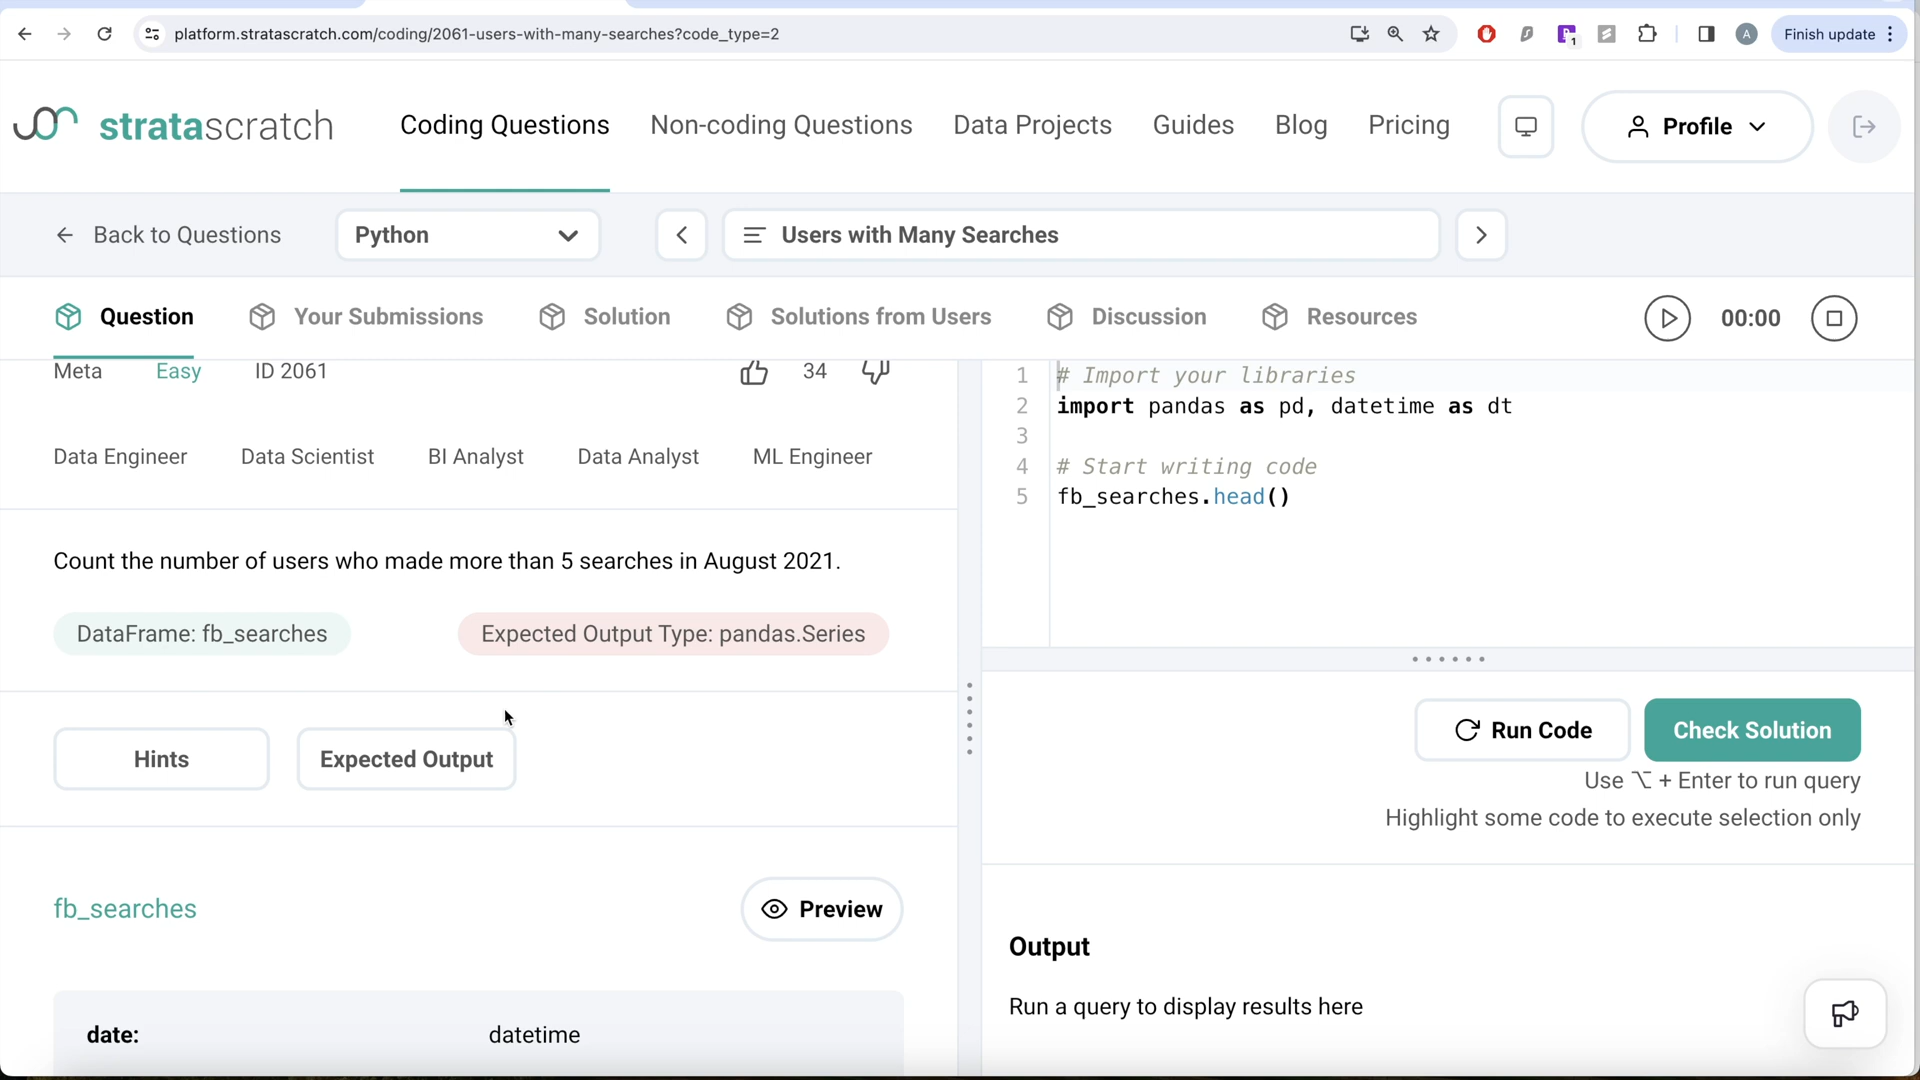 platform.stratascratch.com/coding/2061-users-with-many-searches?code_type=2
1
A
Finish update
stratascratch
Coding Questions
Non-coding Questions
Data Projects
Guides
Blog
Pricing
Profile
Back to Questions
Python
Users with Many Searches
Question
Your Submissions
Solution
Solutions from Users
Discussion
Resources
00:00
Meta Easy ID 2061
34
Data Engineer Data Scientist BI Analyst Data Analyst ML Engineer
Count the number of users who made more than 5 searches in August 2021.
DataFrame: fb_searches
Expected Output Type: pandas.Series
Hints
Expected Output
fb_searches
Preview
date: datetime
1 # Import your libraries
2 import pandas as pd, datetime as dt
3
4 # Start writing code
5 fb_searches.head()
Run Code
Check Solution
Use ⌥ + Enter to run query
Highlight some code to execute selection only
Output
Run a query to display results here